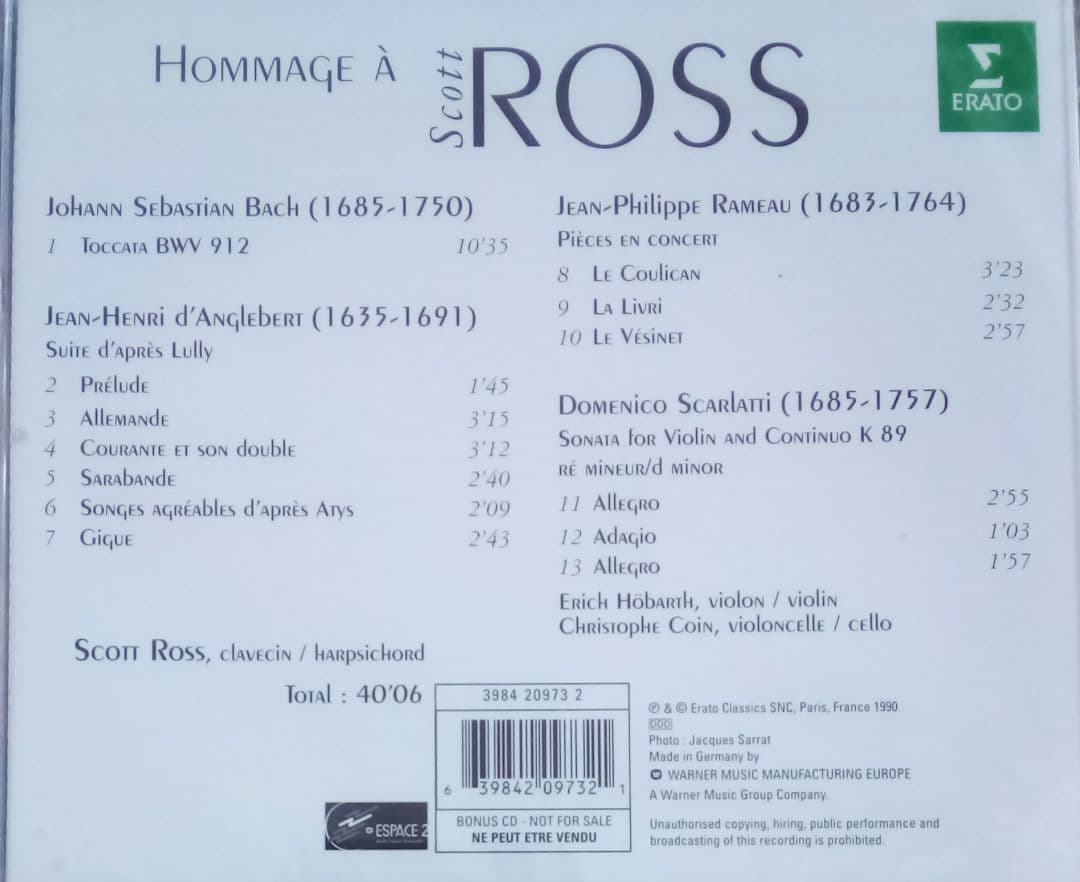 Hommage à Scott ROSS
ERATO
Johann Sebastian Bach (1685-1750)
1 Toccata BWV 912 10'35
Jean-Henri d'Anglebert (1635-1691)
Suite d'après Lully
2 Prélude 1'45
3 Allemande 3'15
4 Courante et son double 3'12
5 Sarabande 2'40
6 Songes agréables d'après Atys 2'09
7 Gigue 2'43
Scott Ross, clavecin / harpsichord
Total : 40'06
Jean-Philippe Rameau (1683-1764)
Pièces en concert
8 Le Coulican 3'23
9 La Livri 2'32
10 Le Vésinet 2'57
Domenico Scarlatti (1685-1757)
Sonata for Violin and Continuo K 89
ré mineur/d minor
11 Allegro 2'55
12 Adagio 1'03
13 Allegro 1'57
Erich Höbarth, violon / violin
Christophe Coin, violoncelle / cello
3984 20973 2
6 39842 09732 1
BONUS CD - NOT FOR SALE
NE PEUT ETRE VENDU
ESPACE 2
℗ & © Erato Classics SNC, Paris, France 1990.
DDD
Photo : Jacques Sarrat
Made in Germany by
WARNER MUSIC MANUFACTURING EUROPE
A Warner Music Group Company.
Unauthorised copying, hiring, public performance and
broadcasting of this recording is prohibited.